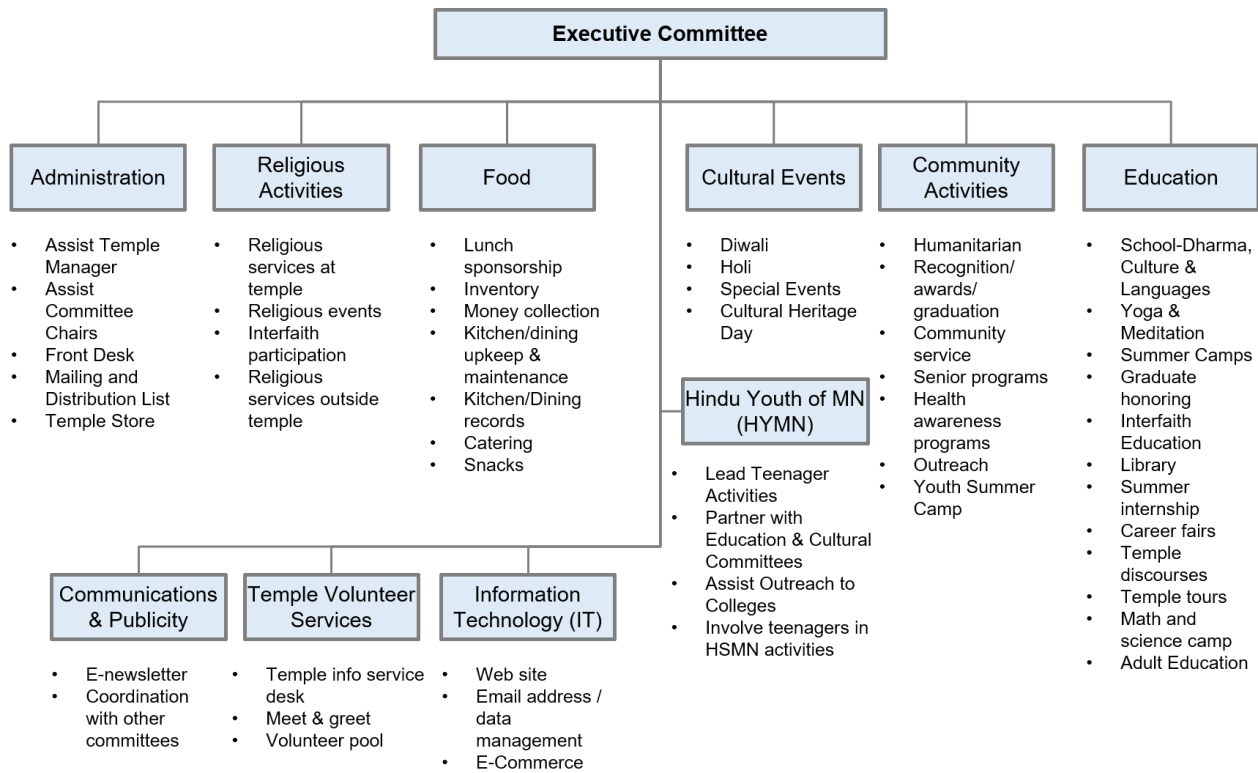 Executive Committee
Administration
• Assist Temple
Manager
• Assist
Committee
Chairs
• Front Desk
• Mailing and
Distribution List
• Temple Store
Religious
Activities
• Religious
services at
temple
• Religious events
• Interfaith
participation
• Religious
services outside
temple
Food
• Lunch
sponsorship
• Inventory
• Money collection
• Kitchen/dining
upkeep &
maintenance
• Kitchen/Dining
records
• Catering
• Snacks
Cultural Events
• Diwali
• Holi
• Special Events
• Cultural Heritage
Day
Hindu Youth of MN
(HYMN)
• Lead Teenager
Activities
• Partner with
Education & Cultural
Committees
• Assist Outreach to
Colleges
• Involve teenagers in
HSMN activities
Community
Activities
• Humanitarian
• Recognition/
awards/
graduation
• Community
service
• Senior programs
• Health
awareness
programs
• Outreach
• Youth Summer
Camp
Education
• School-Dharma,
Culture &
Languages
• Yoga &
Meditation
• Summer Camps
• Graduate
honoring
• Interfaith
Education
• Library
• Summer
internship
• Career fairs
• Temple
discourses
• Temple tours
• Math and
science camp
• Adult Education
Communications
& Publicity
• E-newsletter
• Coordination
with other
committees
Temple Volunteer
Services
• Temple info service
desk
• Meet & greet
• Volunteer pool
Information
Technology (IT)
• Web site
• Email address /
data
management
• E-Commerce